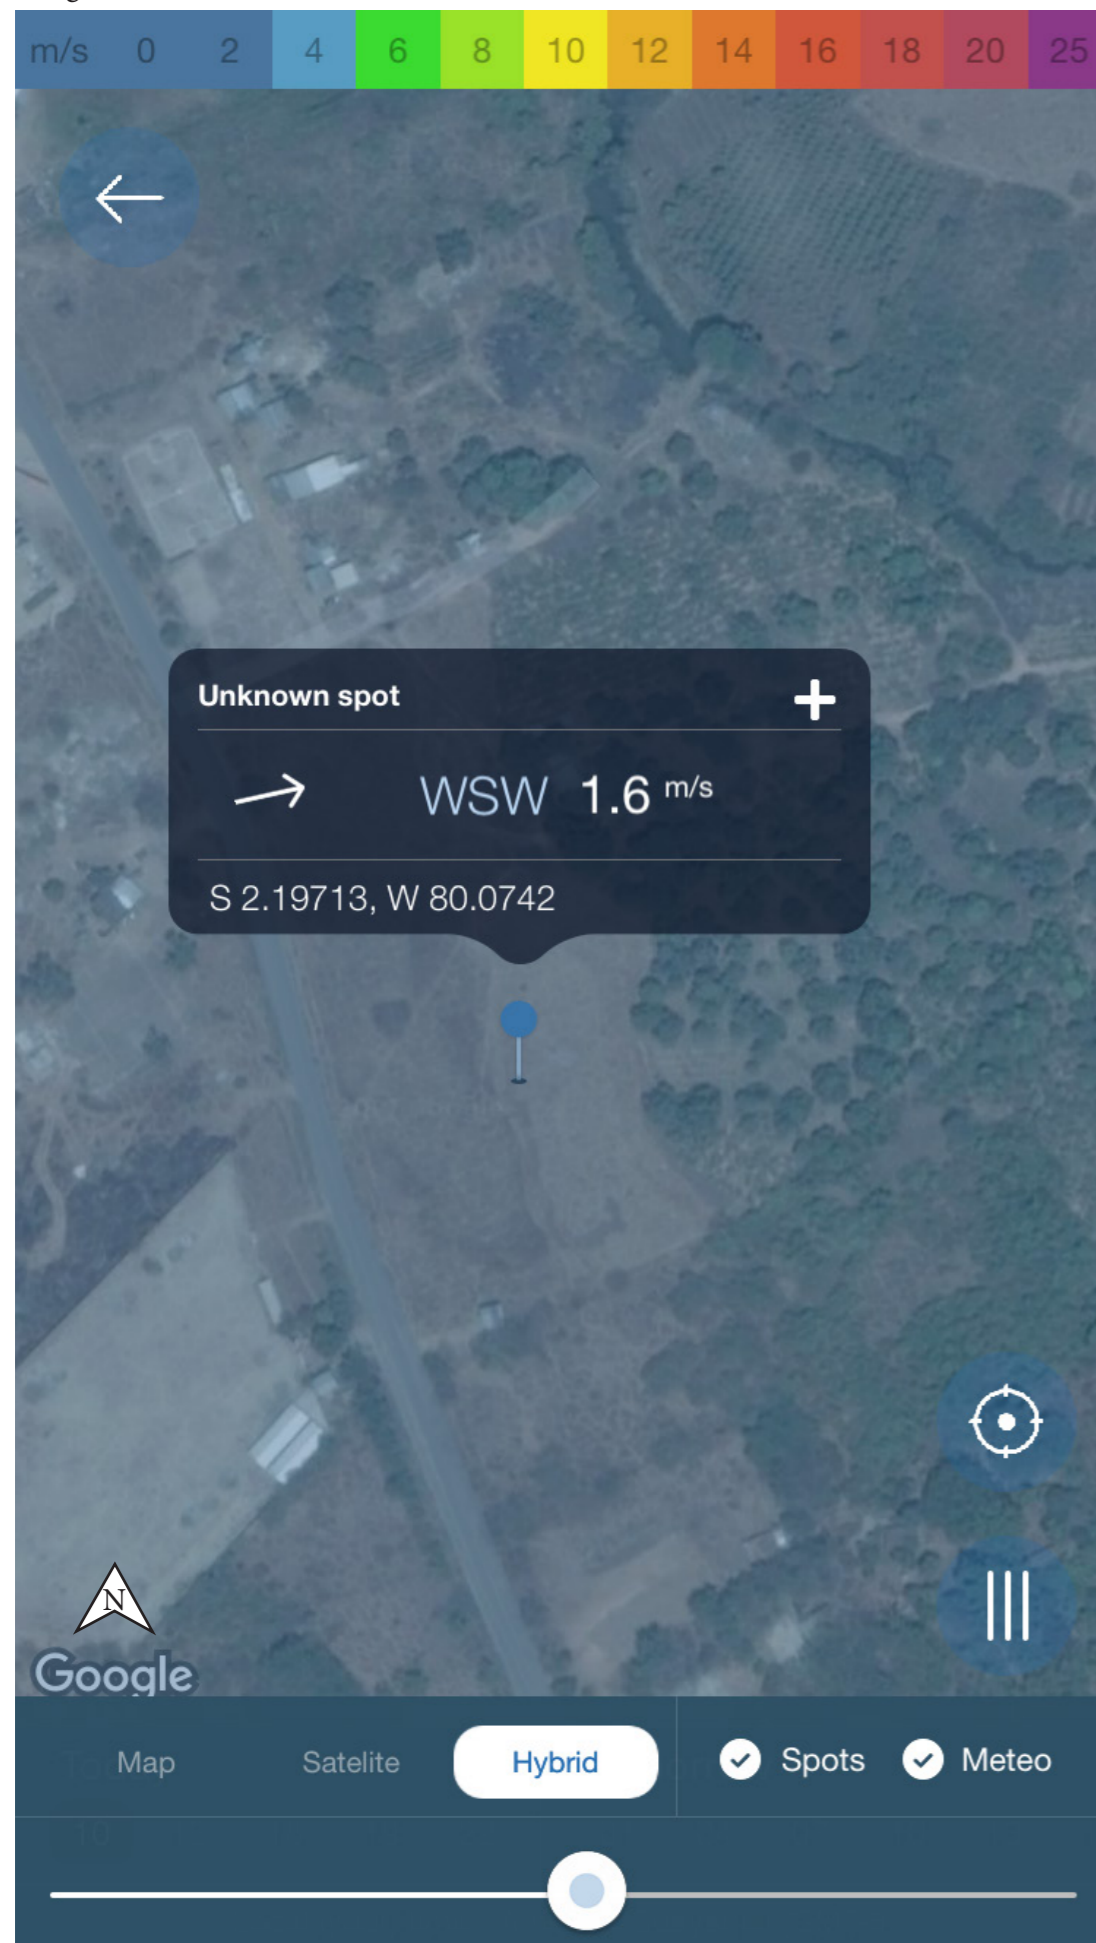 m/s 0 2 4 6 8 10 12 14 16 18 20 25
Unknown spot
WSW 1.6 m/s
S 2.19713, W 80.0742
N
Google
Map Satelite Hybrid Spots Meteo